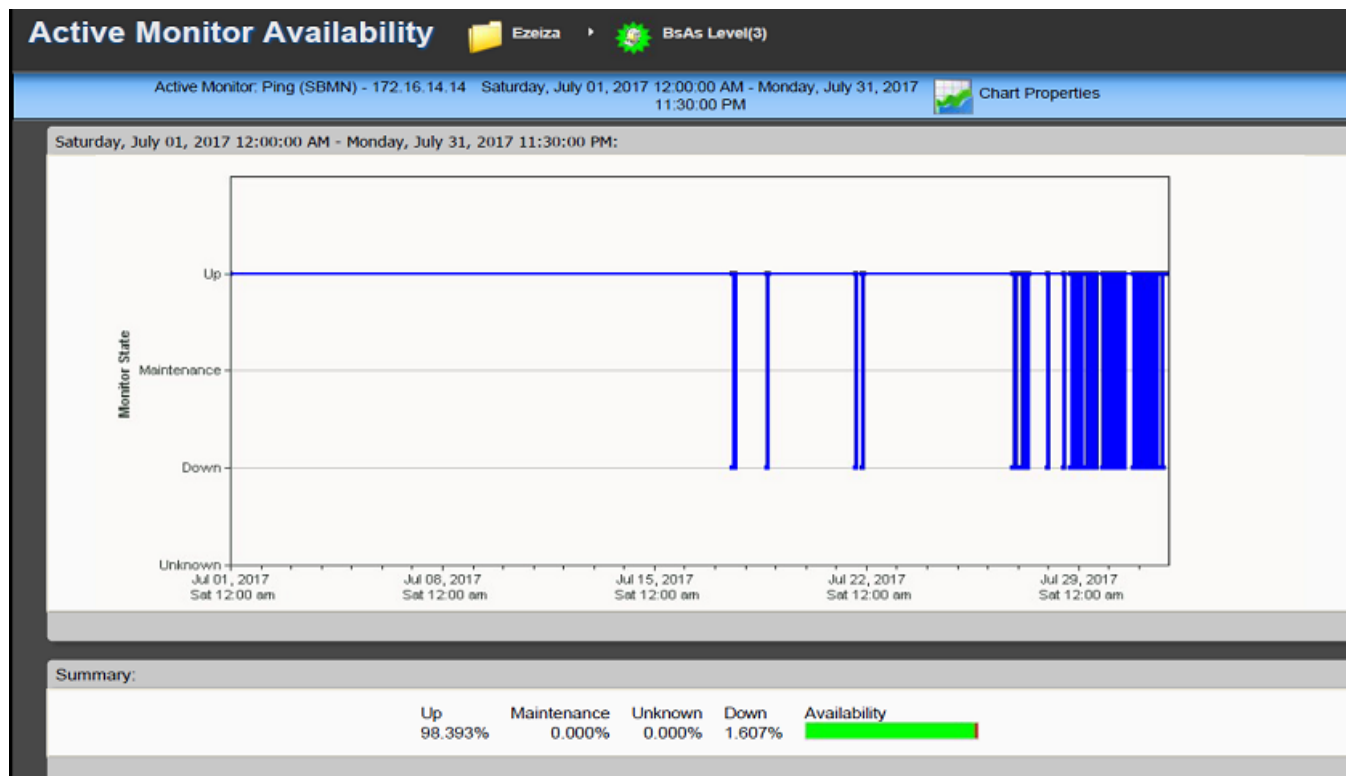 Active Monitor Availability Ezeiza BsAs Level(3)
Active Monitor: Ping (SBMN) - 172.16.14.14 Saturday, July 01, 2017 12:00:00 AM - Monday, July 31, 2017
11:30:00 PM
Chart Properties
Saturday, July 01, 2017 12:00:00 AM - Monday, July 31, 2017 11:30:00 PM:
Monitor State
Up
Maintenance
Down
Unknown
Jul 01, 2017 Jul 08, 2017 Jul 15, 2017 Jul 22, 2017 Jul 29, 2017
Sat 12:00 am Sat 12:00 am Sat 12:00 am Sat 12:00 am Sat 12:00 am
Summary:
Up Maintenance Unknown Down Availability
98.393% 0.000% 0.000% 1.607%